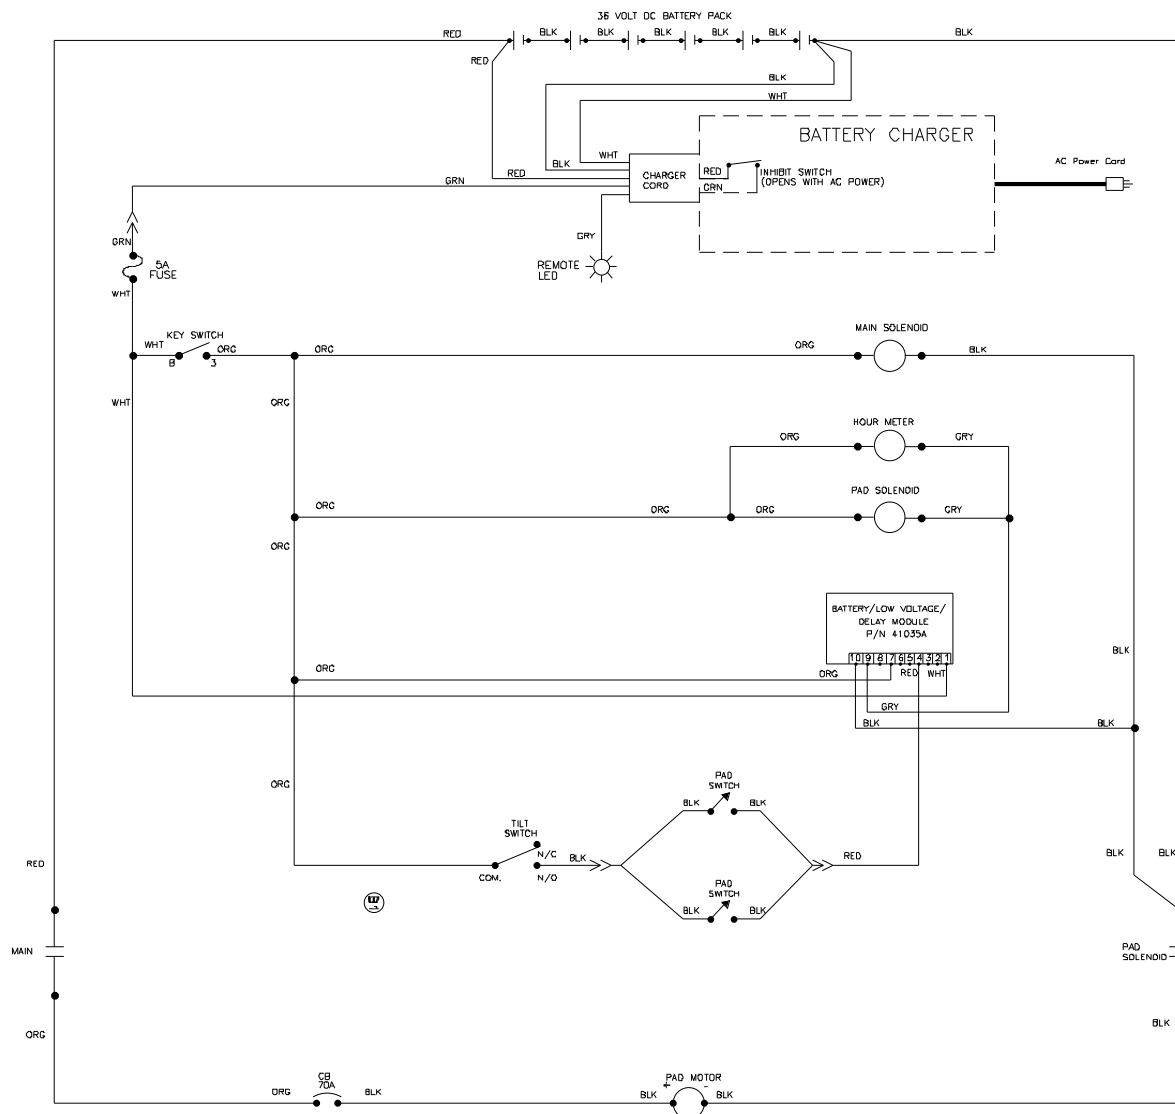 36 VOLT DC BATTERY PACK
RED
BLK
BLK
BLK
BLK
BLK
BLK
RED
BLK
WHT
BATTERY CHARGER
WHT
BLK
RED
GRN
CHARGER
CORD
RED
GRN
INHIBIT SWITCH
(OPENS WITH AC POWER)
AC Power Cord
GRY
REMOTE
LED
GRN
5A
FUSE
WHT
KEY SWITCH
WHT
ORG
8
3
ORG
ORG
MAIN SOLENOID
BLK
WHT
ORG
HOUR METER
ORG
GRY
PAD SOLENOID
ORG
ORG
ORG
GRY
ORG
BATTERY/LOW VOLTAGE/
DELAY MODULE
P/N 41035A
10 9 8 7 6 5 4 3 2 1
ORG
ORG
RED
WHT
BLK
GRY
BLK
BLK
ORG
PAD
SWITCH
BLK
BLK
TILT
SWITCH
N/C
BLK
COM.
N/O
RED
PAD
SWITCH
BLK
BLK
RED
BLK
BLK
MAIN
PAD
SOLENOID
ORG
BLK
CB
70A
ORG
BLK
PAD MOTOR
+
-
BLK
BLK